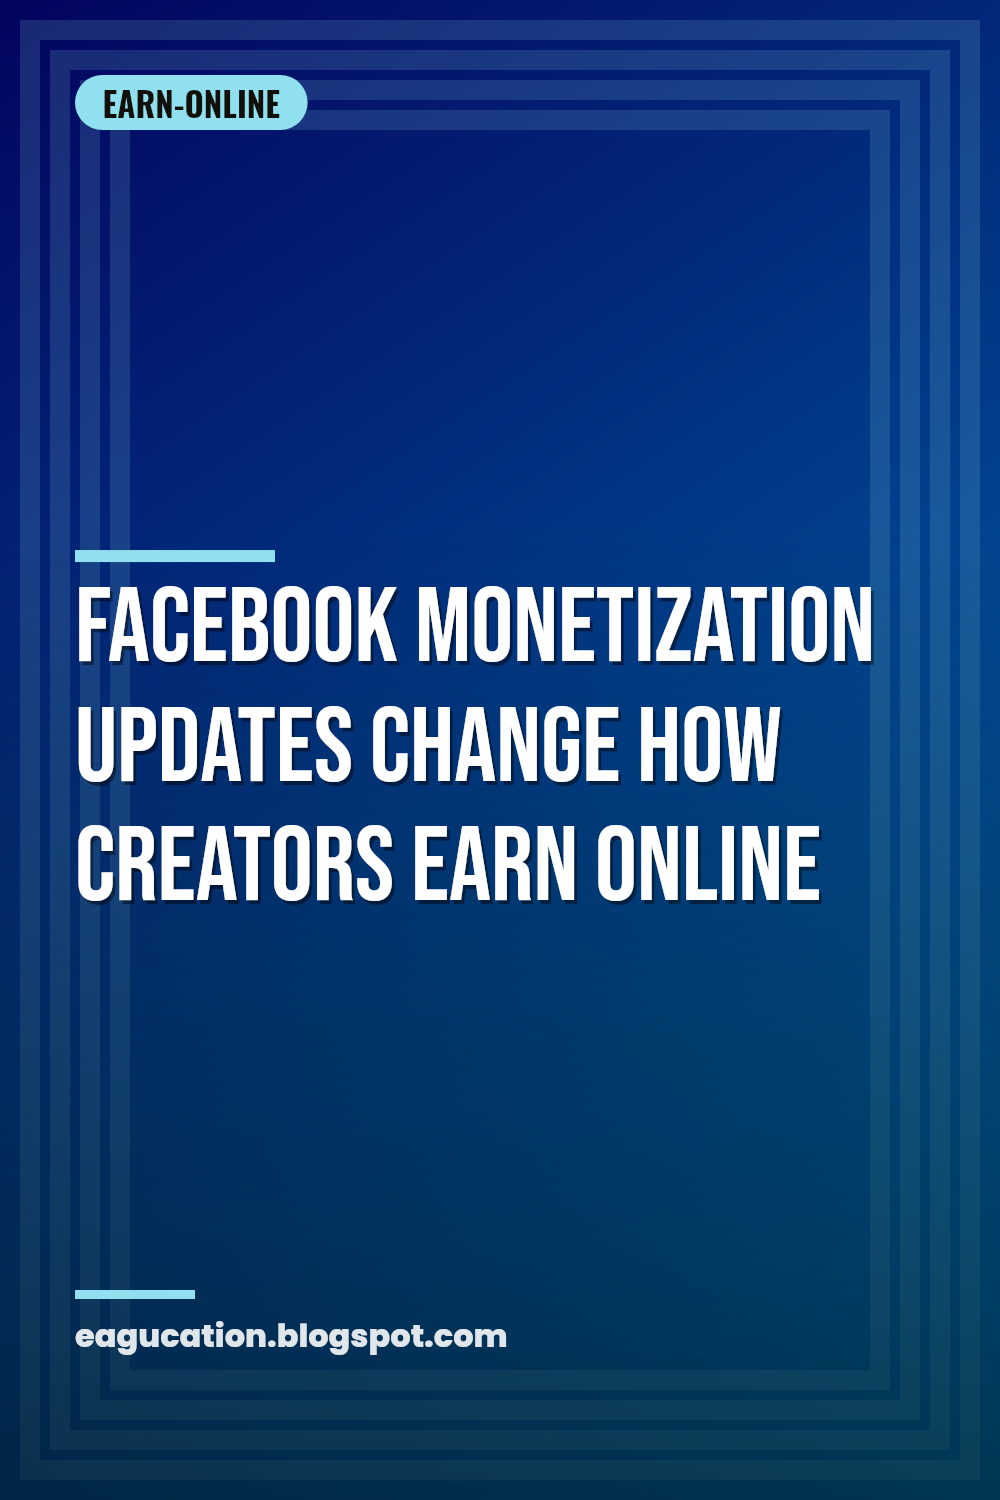 EARN-ONLINE
FACEBOOK MONETIZATION
UPDATES CHANGE HOW
CREATORS EARN ONLINE
eagucation.blogspot.com